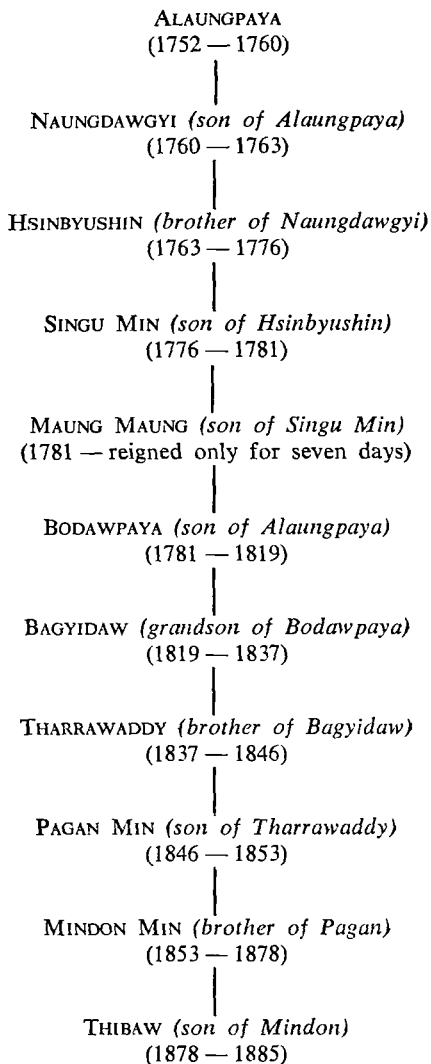 ALAUNGPAYA
(1752 — 1760)
NAUNGDAWGYI (son of Alaungpaya)
(1760 — 1763)
HSINBYUSHIN (brother of Naungdawgyi)
(1763 — 1776)
SINGU MIN (son of Hsinbyushin)
(1776 — 1781)
MAUNG MAUNG (son of Singu Min)
(1781 — reigned only for seven days)
BODAWPAYA (son of Alaungpaya)
(1781 — 1819)
BAGYIDAW (grandson of Bodawpaya)
(1819 — 1837)
THARRAWADDY (brother of Bagyidaw)
(1837 — 1846)
PAGAN MIN (son of Tharrawaddy)
(1846 — 1853)
MINDON MIN (brother of Pagan)
(1853 — 1878)
THIBAW (son of Mindon)
(1878 — 1885)